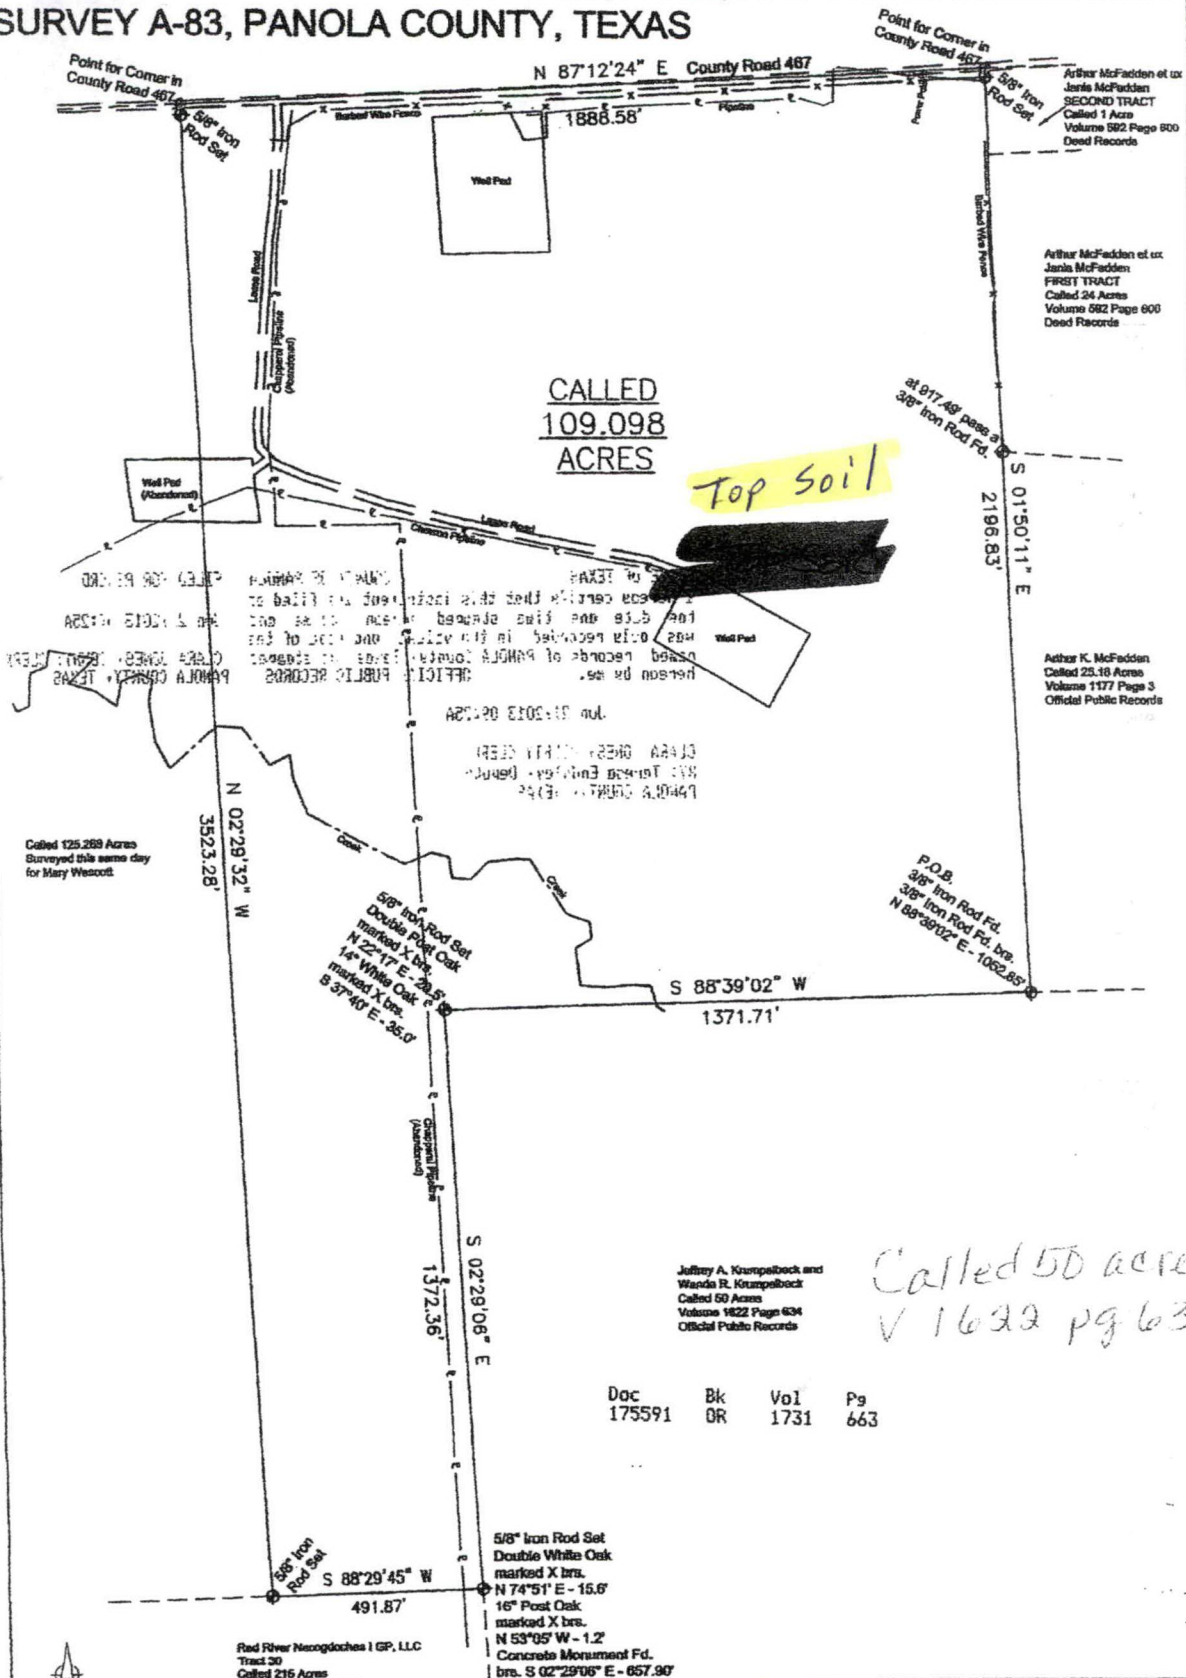 SURVEY A-83, PANOLA COUNTY, TEXAS
Point for Corner in
County Road 467
5/8" Iron
Rod Set
N 87°12'24" E County Road 467
1888.58'
Barbed Wire Fence
Pipeline
Point for Corner in
County Road 467
5/8" Iron
Rod Set
Arthur McFadden et ux
Janis McFadden
SECOND TRACT
Called 1 Acre
Volume 592 Page 600
Deed Records
Well Pad
Barbed Wire Fence
Lease Road
Chapparal Pipeline
(Abandoned)
Arthur McFadden et ux
Janis McFadden
FIRST TRACT
Called 24 Acres
Volume 592 Page 600
Deed Records
CALLED
109.098
ACRES
at 917.49' pass a
3/8" Iron Rod Fd.
S 01°50'11" E
2196.83'
Top Soil
Well Pad
(Abandoned)
Lease Road
Pipeline
Well Pad
Arthur K. McFadden
Called 25.16 Acres
Volume 1177 Page 3
Official Public Records
N 02°29'32" W
3523.28'
Called 125.269 Acres
Surveyed this same day
for Mary Wescott
Creek
Creek
5/8" Iron Rod Set
Double Post Oak
marked X brs.
N 22°17' E -
14" White Oak
marked X brs.
S 37°40' E - 35.0'
P.O.B.
3/8" Iron Rod Fd.
3/8" Iron Rod Fd. brs.
N 88°39'02" E - 1052.85'
S 88°39'02" W
1371.71'
Chapparal Pipeline
(Abandoned)
S 02°29'06" E
1372.36'
Jeffrey A. Krumpelbeck and
Wanda R. Krumpelbeck
Called 50 Acres
Volume 1622 Page 634
Official Public Records
Called 50 acre
V 1622 pg 63
Doc Bk Vol Pg
175591 OR 1731 663
5/8" Iron
Rod Set
S 88°29'45" W
491.87'
5/8" Iron Rod Set
Double White Oak
marked X brs.
N 74°51' E - 15.6'
16" Post Oak
marked X brs.
N 53°05' W - 1.2'
Concrete Monument Fd.
brs. S 02°29'06" E - 657.90'
Red River Nacogdoches I GP, LLC
Tract 30
Called 216 Acres